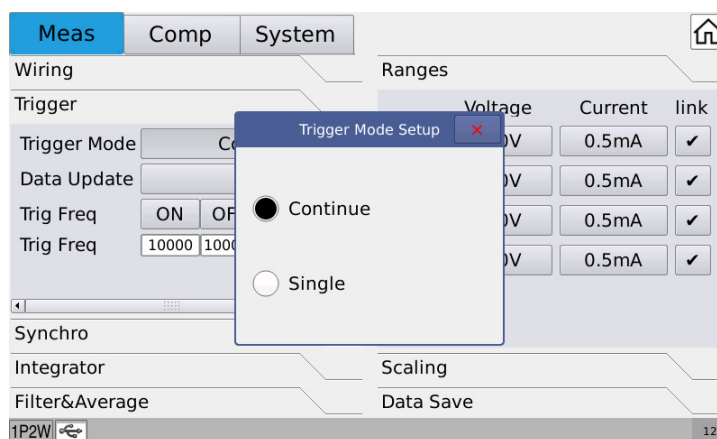 Meas Comp System
Wiring Ranges
Trigger
Voltage Current link
Trigger Mode Setup
Trigger Mode 0.5mA ✔
Data Update 0.5mA ✔
Continue
Trig Freq ON 0.5mA ✔
Trig Freq 10000 0.5mA ✔
Single
Synchro
Integrator Scaling
Filter&Average Data Save
1P2W 12